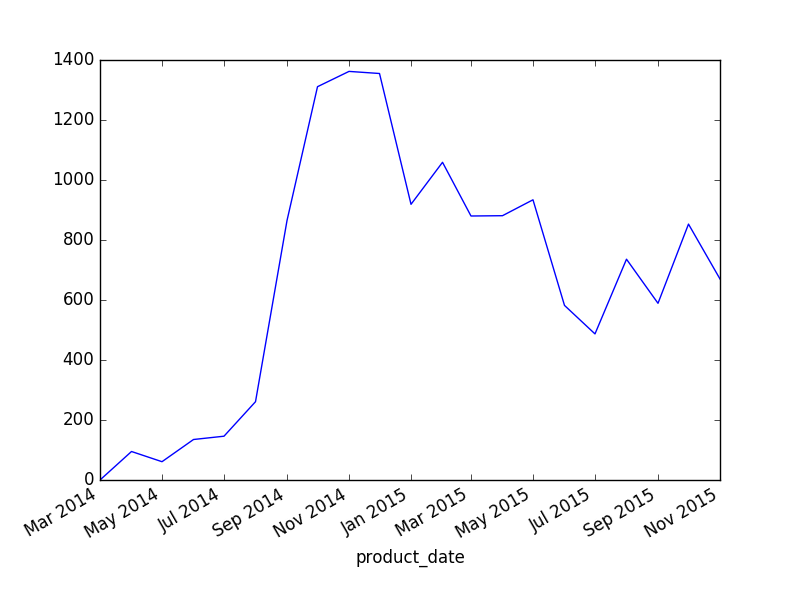 1400
1200
1000
800
600
400
200
0
Mar 2014
May 2014
Jul 2014
Sep 2014
Nov 2014
Jan 2015
Mar 2015
May 2015
Jul 2015
Sep 2015
Nov 2015
product_date